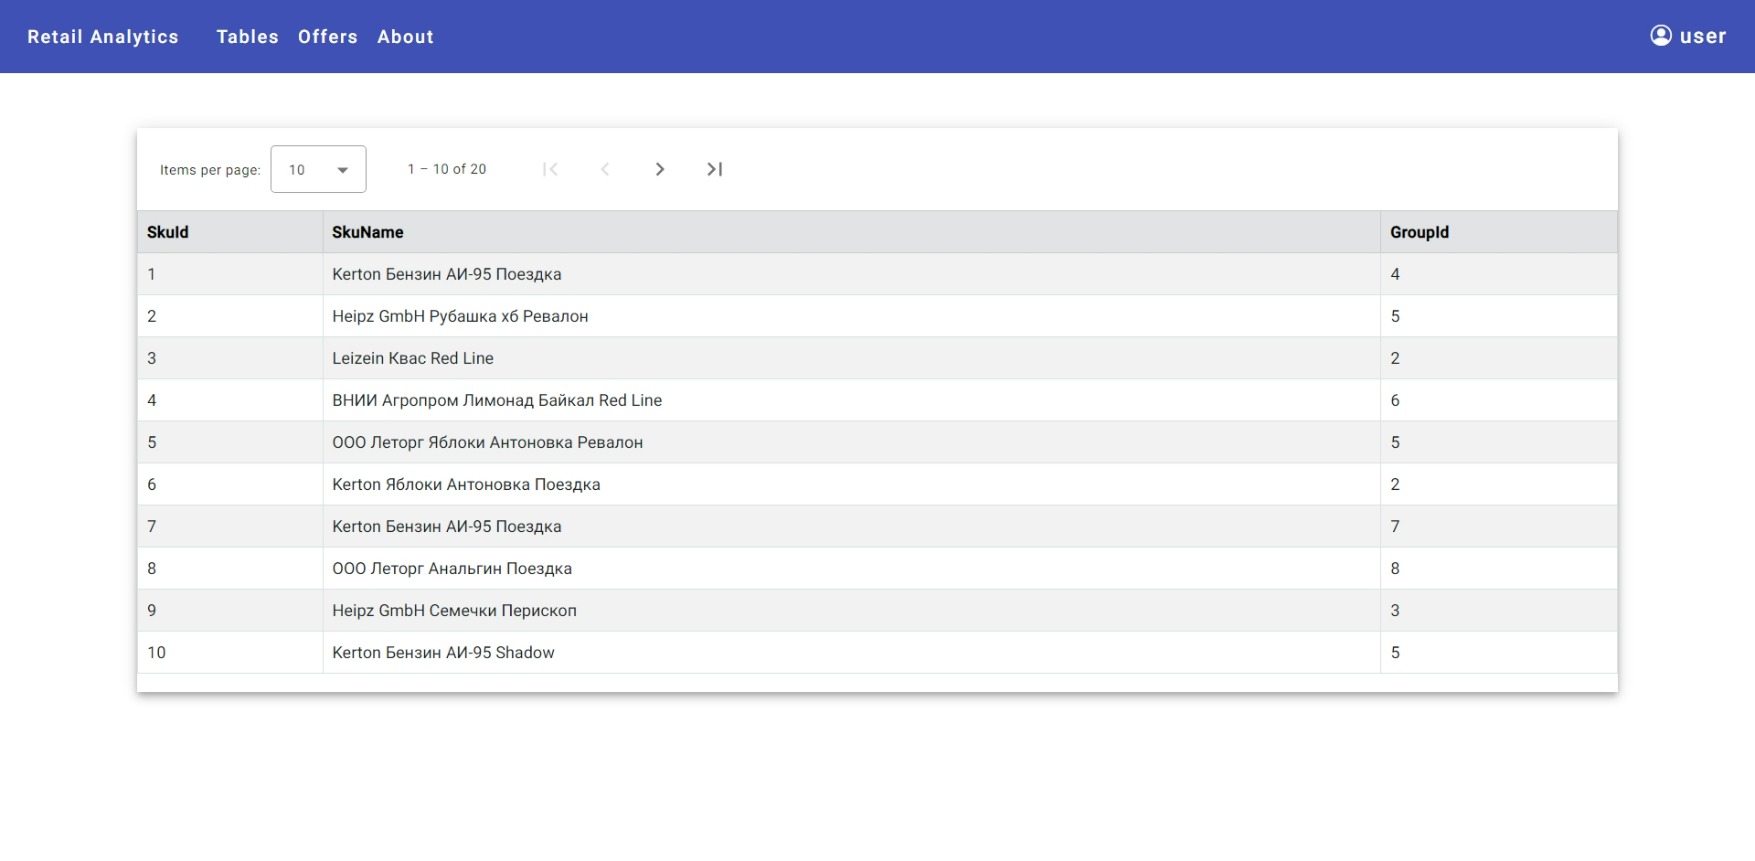 Retail Analytics Tables Offers About user
Items per page: 10 1 – 10 of 20
SkuId SkuName GroupId
1 Kerton Бензин АИ-95 Поездка 4
2 Heipz GmbH Рубашка хб Ревалон 5
3 Leizein Квас Red Line 2
4 ВНИИ Агропром Лимонад Байкал Red Line 6
5 ООО Леторг Яблоки Антоновка Ревалон 5
6 Kerton Яблоки Антоновка Поездка 2
7 Kerton Бензин АИ-95 Поездка 7
8 ООО Леторг Анальгин Поездка 8
9 Heipz GmbH Семечки Перископ 3
10 Kerton Бензин АИ-95 Shadow 5